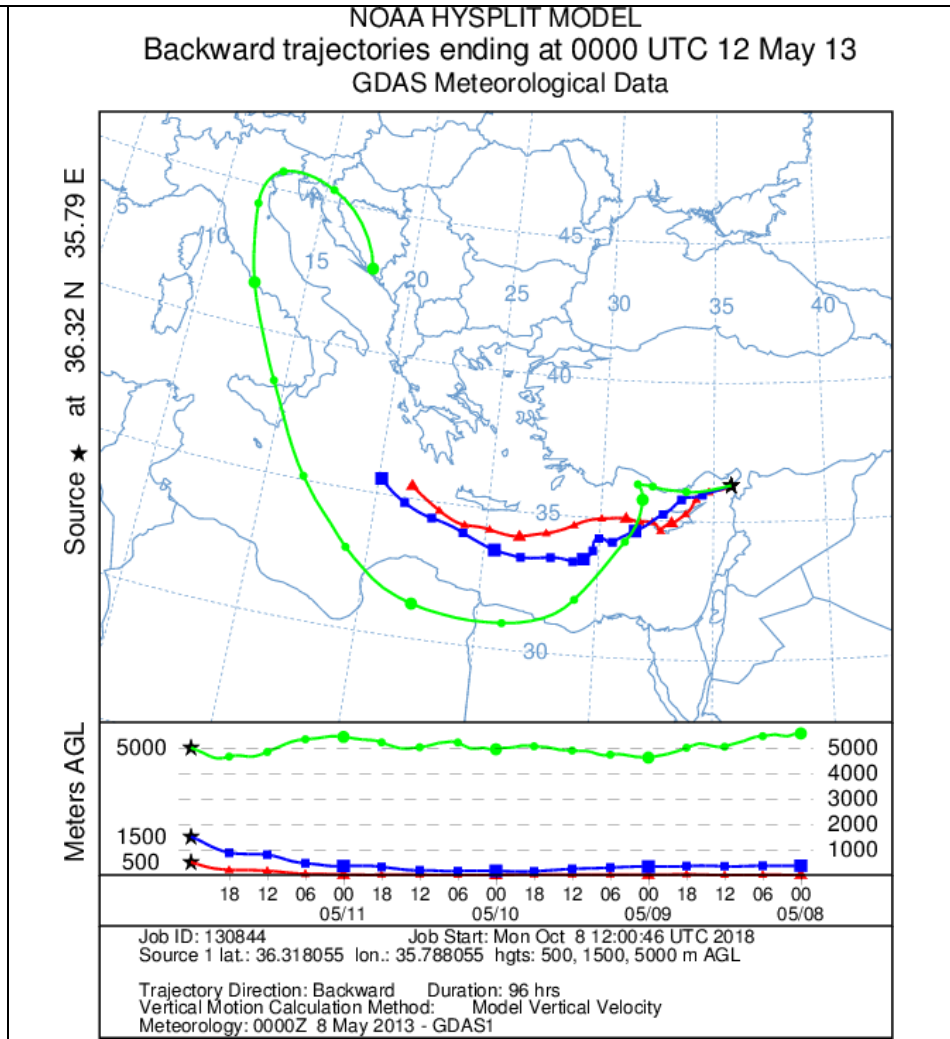 NOAA HYSPLIT MODEL
Backward trajectories ending at 0000 UTC 12 May 13
GDAS Meteorological Data
Source ★ at 36.32 N 35.79 E
5
10
15
20
25
30
35
40
45
40
35
30
Meters AGL
5000
1500
500
5000
4000
3000
2000
1000
18 12 06 00 18 12 06 00 18 12 06 00 18 12 06 00
05/11 05/10 05/09 05/08
Job ID: 130844 Job Start: Mon Oct 8 12:00:46 UTC 2018
Source 1 lat.: 36.318055 lon.: 35.788055 hgts: 500, 1500, 5000 m AGL
Trajectory Direction: Backward Duration: 96 hrs
Vertical Motion Calculation Method: Model Vertical Velocity
Meteorology: 0000Z 8 May 2013 - GDAS1